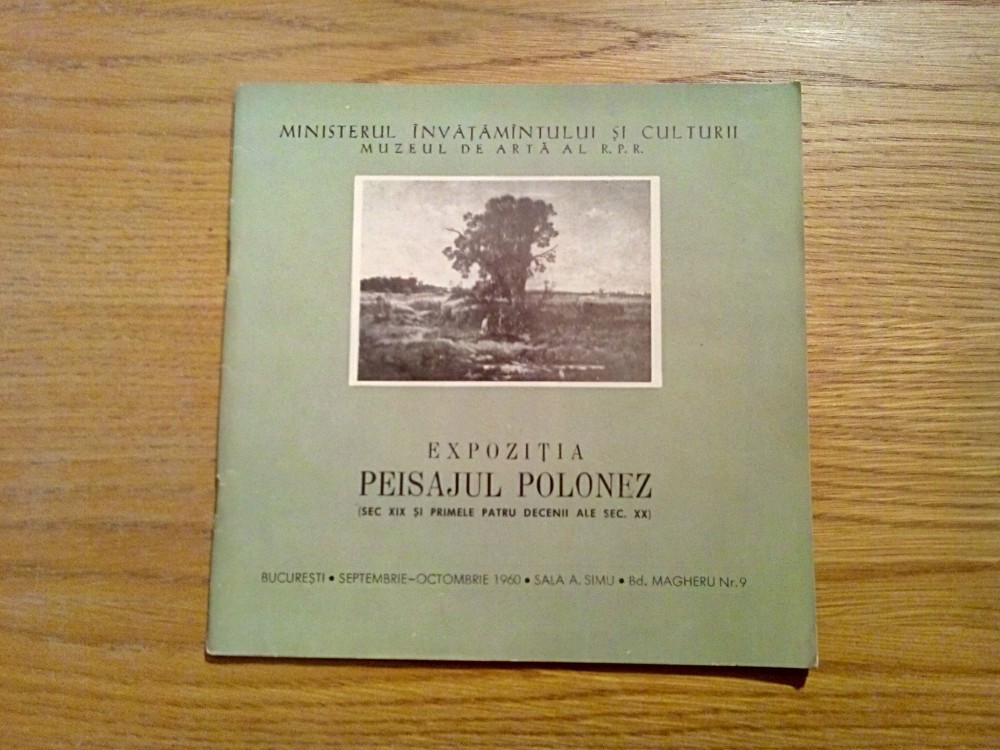 MINISTERUL ÎNVĂȚĂMÎNTULUI ȘI CULTURII
MUZEUL DE ARTĂ AL R.P.R.
EXPOZIȚIA
PEISAJUL POLONEZ
(SEC XIX ȘI PRIMELE PATRU DECENII ALE SEC. XX)
BUCUREȘTI • SEPTEMBRIE–OCTOMBRIE 1960 • SALA A. SIMU • Bd. MAGHERU Nr. 9